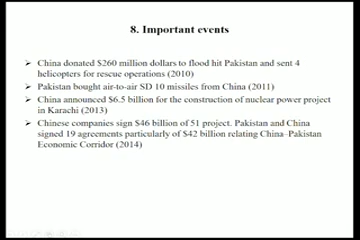 8. Important events
➢ China donated $260 million dollars to flood hit Pakistan and sent 4
helicopters for rescue operations (2010)
➢ Pakistan bought air-to-air SD 10 missiles from China (2011)
➢ China announced $6.5 billion for the construction of nuclear power project
in Karachi (2013)
➢ Chinese companies sign $46 billion of 51 project. Pakistan and China
signed 19 agreements particularly of $42 billion relating China–Pakistan
Economic Corridor (2014)